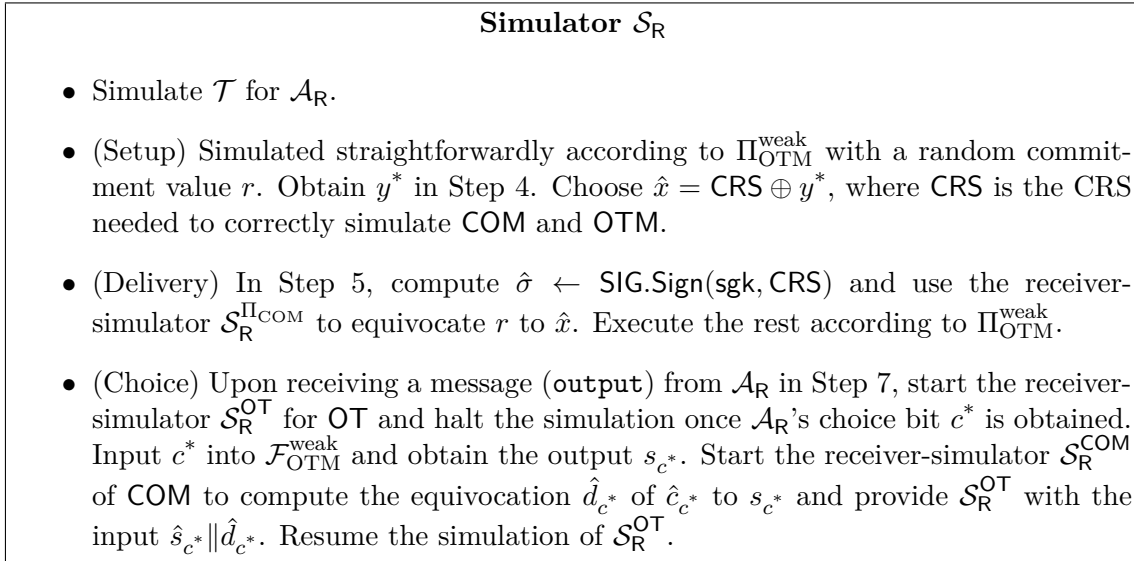 Simulator 𝒮_R
• Simulate 𝒯 for 𝒜_R.
• (Setup) Simulated straightforwardly according to Π_OTM^weak with a random commit-
ment value r. Obtain y* in Step 4. Choose x̂ = CRS ⊕ y*, where CRS is the CRS
needed to correctly simulate COM and OTM.
• (Delivery) In Step 5, compute σ̂ ← SIG.Sign(sgk, CRS) and use the receiver-
simulator 𝒮_R^{Π_COM} to equivocate r to x̂. Execute the rest according to Π_OTM^weak.
• (Choice) Upon receiving a message (output) from 𝒜_R in Step 7, start the receiver-
simulator 𝒮_R^OT for OT and halt the simulation once 𝒜_R's choice bit c* is obtained.
Input c* into ℱ_OTM^weak and obtain the output s_{c*}. Start the receiver-simulator 𝒮_R^COM
of COM to compute the equivocation d̂_{c*} of ĉ_{c*} to s_{c*} and provide 𝒮_R^OT with the
input ŝ_{c*}‖d̂_{c*}. Resume the simulation of 𝒮_R^OT.